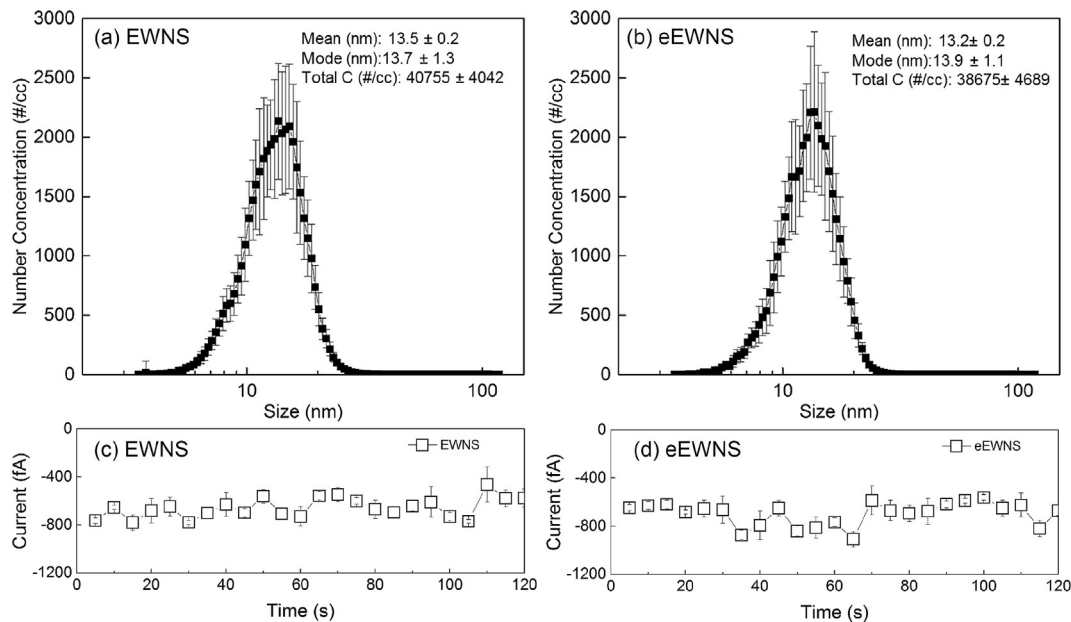 (a) EWNS
Mean (nm): 13.5 ± 0.2
Mode (nm):13.7 ± 1.3
Total C (#/cc): 40755 ± 4042
Number Concentration (#/cc)
3000
2500
2000
1500
1000
500
0
10
100
Size (nm)
(b) eEWNS
Mean (nm): 13.2± 0.2
Mode (nm):13.9 ± 1.1
Total C (#/cc): 38675± 4689
Number Concentration (#/cc)
3000
2500
2000
1500
1000
500
0
10
100
Size (nm)
(c) EWNS
EWNS
Current (fA)
0
-400
-800
-1200
0 20 40 60 80 100 120
Time (s)
(d) eEWNS
eEWNS
Current (fA)
0
-400
-800
-1200
0 20 40 60 80 100 120
Time (s)